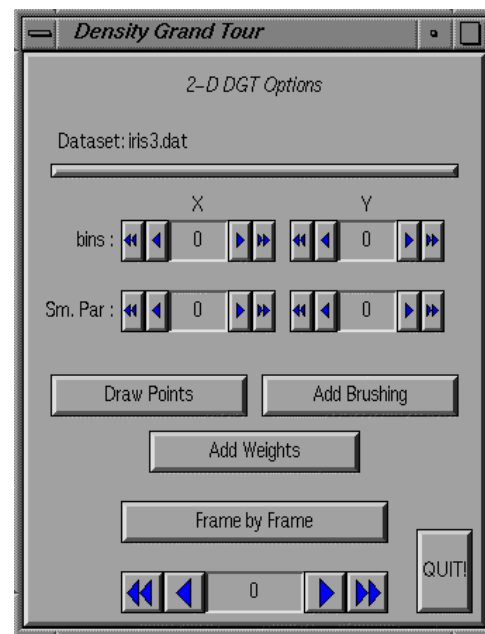 Density Grand Tour
2-D DGT Options
Dataset: iris3.dat
X Y
bins : 0 0
Sm. Par : 0 0
Draw Points Add Brushing
Add Weights
Frame by Frame
0
QUIT!